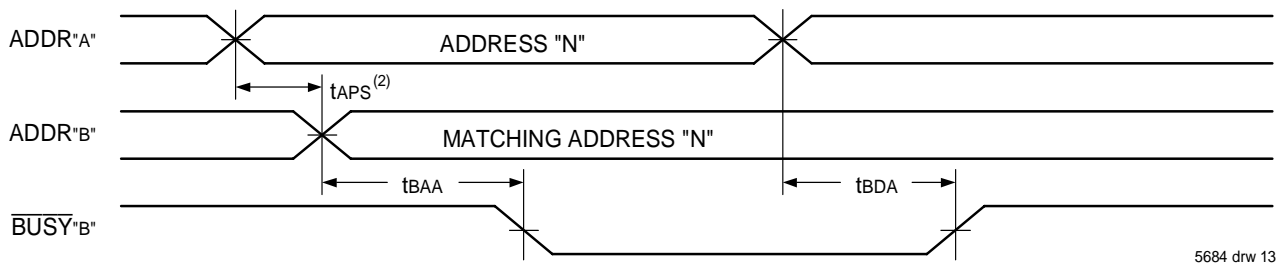 ADDR"A"
ADDRESS "N"
tAPS(2)
ADDR"B"
MATCHING ADDRESS "N"
tBAA
tBDA
BUSY"B"
5684 drw 13